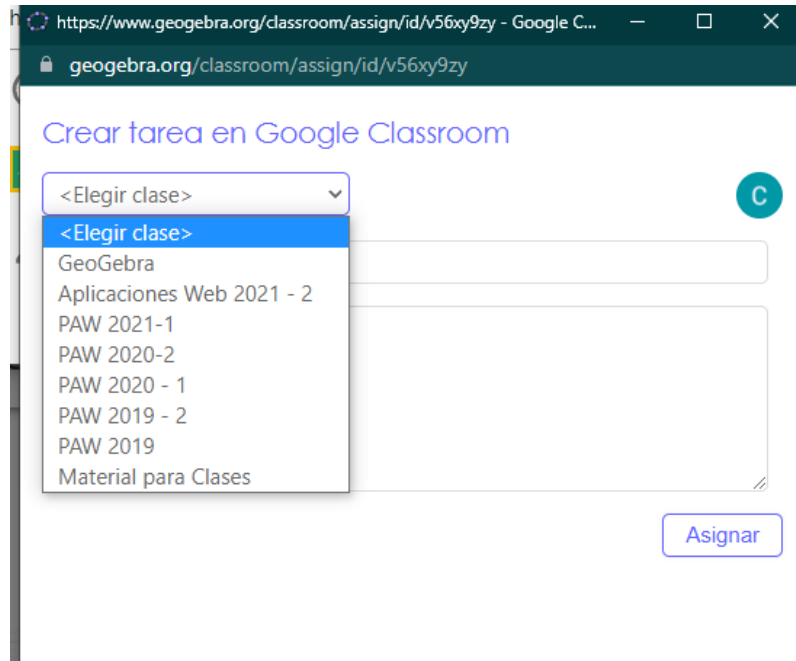 https://www.geogebra.org/classroom/assign/id/v56xy9zy - Google C...
geogebra.org/classroom/assign/id/v56xy9zy
Crear tarea en Google Classroom
<Elegir clase>
C
<Elegir clase>
GeoGebra
Aplicaciones Web 2021 - 2
PAW 2021-1
PAW 2020-2
PAW 2020 - 1
PAW 2019 - 2
PAW 2019
Material para Clases
Asignar